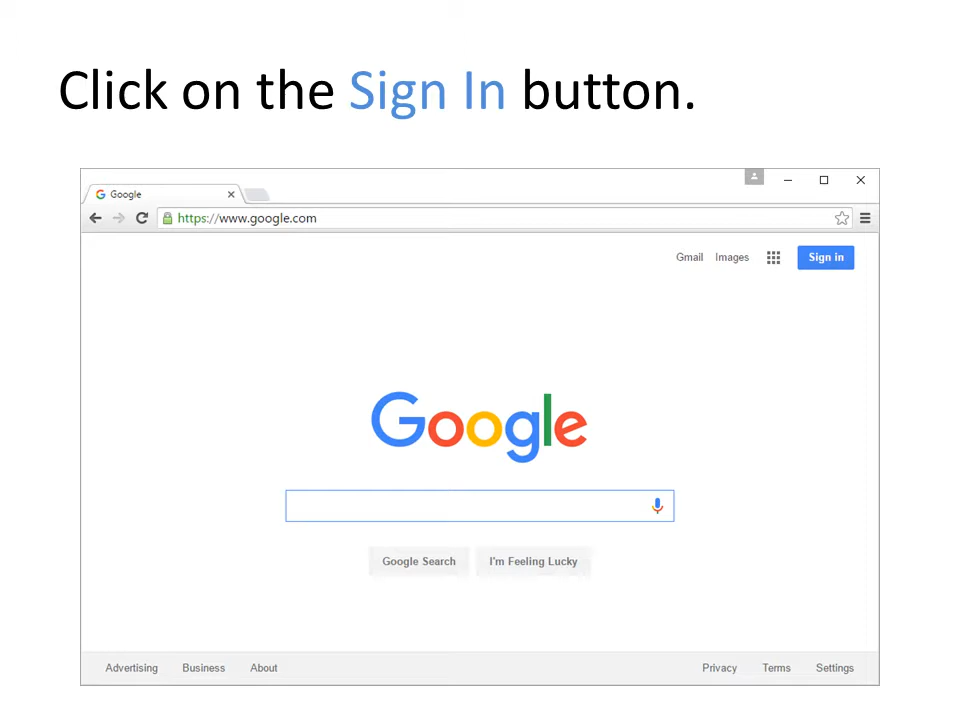 Click on the Sign In button.
Google
https://www.google.com
Gmail Images Sign in
Google
Google Search I'm Feeling Lucky
Advertising Business About Privacy Terms Settings